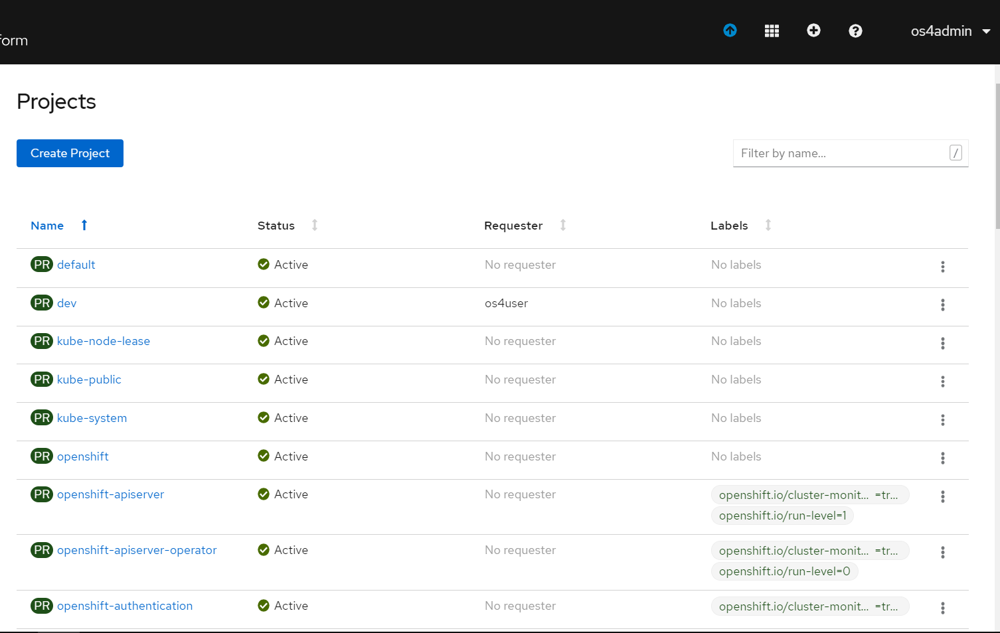 form
os4admin
Projects
Create Project
Filter by name...
/
Name Status Requester Labels
PR default Active No requester No labels
PR dev Active os4user No labels
PR kube-node-lease Active No requester No labels
PR kube-public Active No requester No labels
PR kube-system Active No requester No labels
PR openshift Active No requester No labels
PR openshift-apiserver Active No requester openshift.io/cluster-monit... =tr...
openshift.io/run-level=1
PR openshift-apiserver-operator Active No requester openshift.io/cluster-monit... =tr...
openshift.io/run-level=0
PR openshift-authentication Active No requester openshift.io/cluster-monit... =tr...